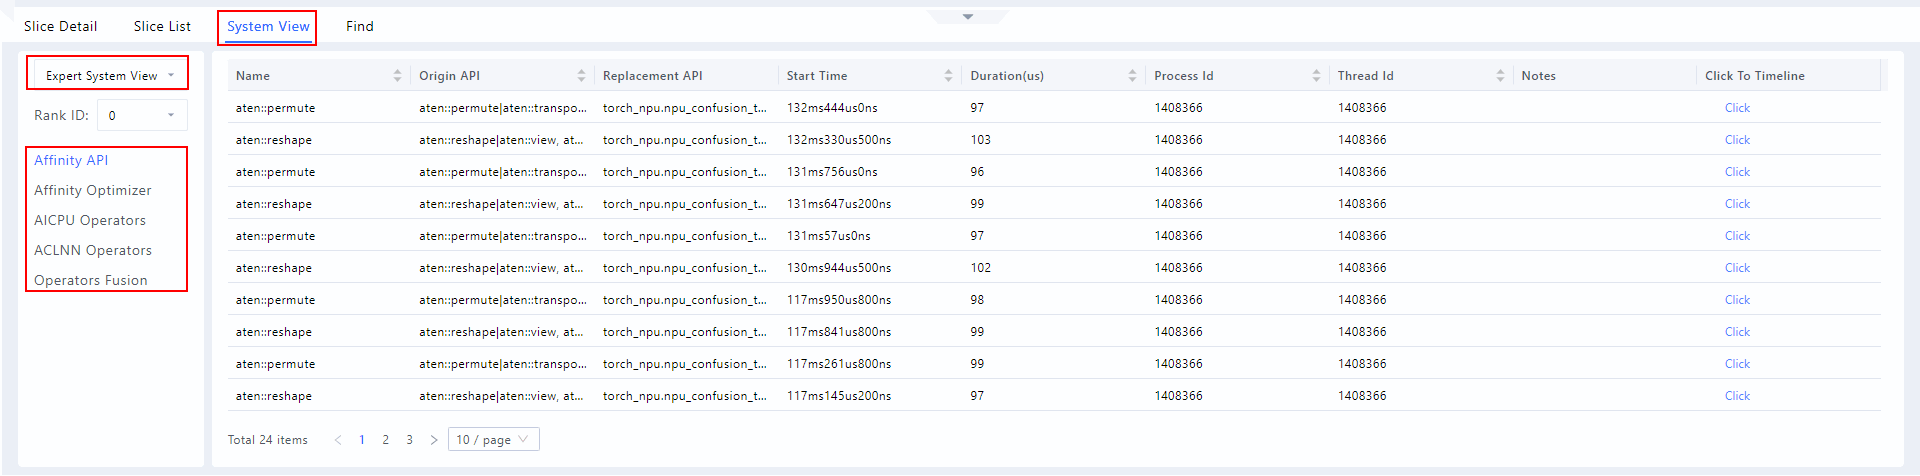 Slice Detail Slice List System View Find
Expert System View
Rank ID: 0
Affinity API
Affinity Optimizer
AICPU Operators
ACLNN Operators
Operators Fusion
Name Origin API Replacement API Start Time Duration(us) Process Id Thread Id Notes Click To Timeline
aten::permute aten::permute|aten::transpo... torch_npu.npu_confusion_t... 132ms444us0ns 97 1408366 1408366 Click
aten::reshape aten::reshape|aten::view, at... torch_npu.npu_confusion_t... 132ms330us500ns 103 1408366 1408366 Click
aten::permute aten::permute|aten::transpo... torch_npu.npu_confusion_t... 131ms756us0ns 96 1408366 1408366 Click
aten::reshape aten::reshape|aten::view, at... torch_npu.npu_confusion_t... 131ms647us200ns 99 1408366 1408366 Click
aten::permute aten::permute|aten::transpo... torch_npu.npu_confusion_t... 131ms57us0ns 97 1408366 1408366 Click
aten::reshape aten::reshape|aten::view, at... torch_npu.npu_confusion_t... 130ms944us500ns 102 1408366 1408366 Click
aten::permute aten::permute|aten::transpo... torch_npu.npu_confusion_t... 117ms950us800ns 98 1408366 1408366 Click
aten::reshape aten::reshape|aten::view, at... torch_npu.npu_confusion_t... 117ms841us800ns 99 1408366 1408366 Click
aten::permute aten::permute|aten::transpo... torch_npu.npu_confusion_t... 117ms261us800ns 99 1408366 1408366 Click
aten::reshape aten::reshape|aten::view, at... torch_npu.npu_confusion_t... 117ms145us200ns 97 1408366 1408366 Click
Total 24 items < 1 2 3 > 10 / page